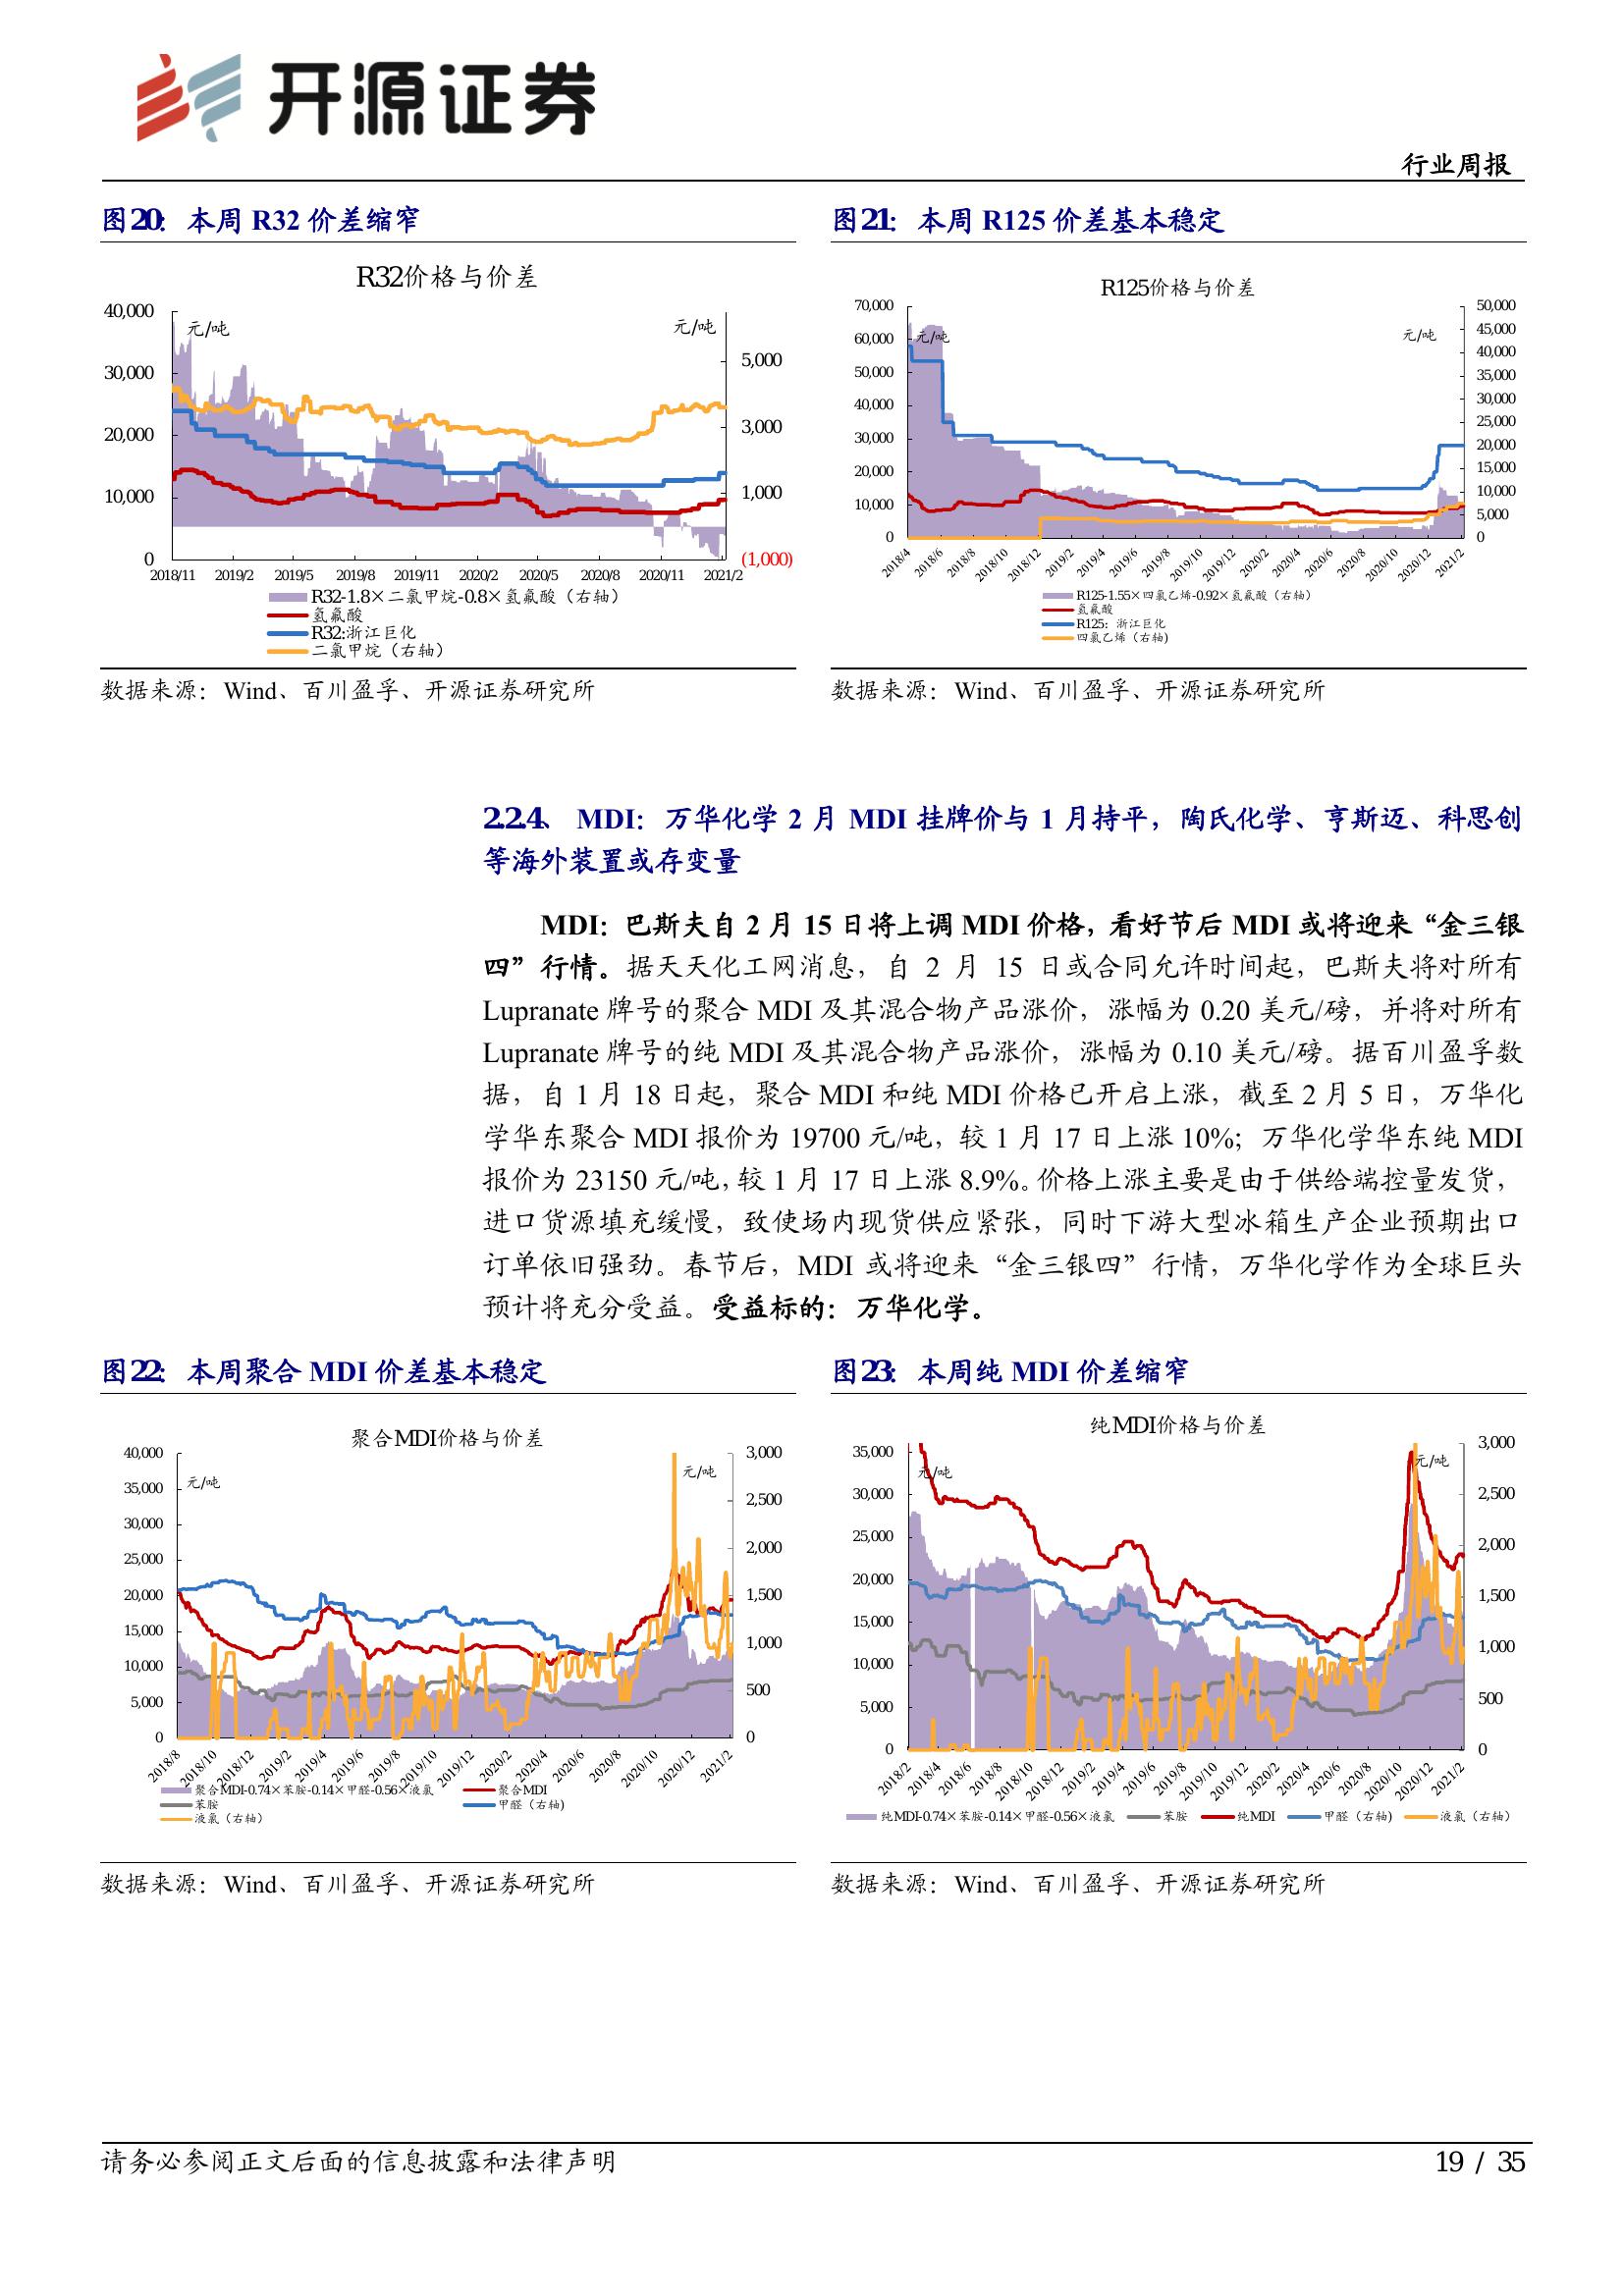 开源证券
行业周报
图20： 本周 R32 价差缩窄
R32价格与价差
元/吨
元/吨
40,000
30,000
20,000
10,000
0
5,000
3,000
1,000
(1,000)
2018/11 2019/2 2019/5 2019/8 2019/11 2020/2 2020/5 2020/8 2020/11 2021/2
R32-1.8×二氯甲烷-0.8×氢氟酸（右轴）
氢氟酸
R32:浙江巨化
二氯甲烷（右轴）
数据来源：Wind、百川盈孚、开源证券研究所
图21： 本周 R125 价差基本稳定
R125价格与价差
元/吨
元/吨
70,000
60,000
50,000
40,000
30,000
20,000
10,000
0
50,000
45,000
40,000
35,000
30,000
25,000
20,000
15,000
10,000
5,000
0
2018/4 2018/6 2018/8 2018/10 2018/12 2019/2 2019/4 2019/6 2019/8 2019/10 2019/12 2020/2 2020/4 2020/6 2020/8 2020/10 2020/12 2021/2
R125-1.55×四氯乙烯-0.92×氢氟酸（右轴）
氢氟酸
R125：浙江巨化
四氯乙烯（右轴)
数据来源：Wind、百川盈孚、开源证券研究所
2.2.4、 MDI：万华化学 2 月 MDI 挂牌价与 1 月持平，陶氏化学、亨斯迈、科思创
等海外装置或存变量
MDI：巴斯夫自 2 月 15 日将上调 MDI 价格，看好节后 MDI 或将迎来“金三银
四”行情。据天天化工网消息，自 2 月 15 日或合同允许时间起，巴斯夫将对所有
Lupranate 牌号的聚合 MDI 及其混合物产品涨价，涨幅为 0.20 美元/磅，并将对所有
Lupranate 牌号的纯 MDI 及其混合物产品涨价，涨幅为 0.10 美元/磅。据百川盈孚数
据，自 1 月 18 日起，聚合 MDI 和纯 MDI 价格已开启上涨，截至 2 月 5 日，万华化
学华东聚合 MDI 报价为 19700 元/吨，较 1 月 17 日上涨 10%；万华化学华东纯 MDI
报价为 23150 元/吨，较 1 月 17 日上涨 8.9%。价格上涨主要是由于供给端控量发货，
进口货源填充缓慢，致使场内现货供应紧张，同时下游大型冰箱生产企业预期出口
订单依旧强劲。春节后，MDI 或将迎来“金三银四”行情，万华化学作为全球巨头
预计将充分受益。受益标的：万华化学。
图22： 本周聚合 MDI 价差基本稳定
聚合MDI价格与价差
元/吨
元/吨
40,000
35,000
30,000
25,000
20,000
15,000
10,000
5,000
0
3,000
2,500
2,000
1,500
1,000
500
0
2018/8 2018/10 2018/12 2019/2 2019/4 2019/6 2019/8 2019/10 2019/12 2020/2 2020/4 2020/6 2020/8 2020/10 2020/12 2021/2
聚合MDI-0.74×苯胺-0.14×甲醛-0.56×液氯 聚合MDI
苯胺 甲醛（右轴)
液氯（右轴）
数据来源：Wind、百川盈孚、开源证券研究所
图23： 本周纯 MDI 价差缩窄
纯MDI价格与价差
元/吨
元/吨
35,000
30,000
25,000
20,000
15,000
10,000
5,000
0
3,000
2,500
2,000
1,500
1,000
500
0
2018/2 2018/4 2018/6 2018/8 2018/10 2018/12 2019/2 2019/4 2019/6 2019/8 2019/10 2019/12 2020/2 2020/4 2020/6 2020/8 2020/10 2020/12 2021/2
纯MDI-0.74×苯胺-0.14×甲醛-0.56×液氯 苯胺 纯MDI 甲醛（右轴) 液氯（右轴）
数据来源：Wind、百川盈孚、开源证券研究所
请务必参阅正文后面的信息披露和法律声明
19 / 35